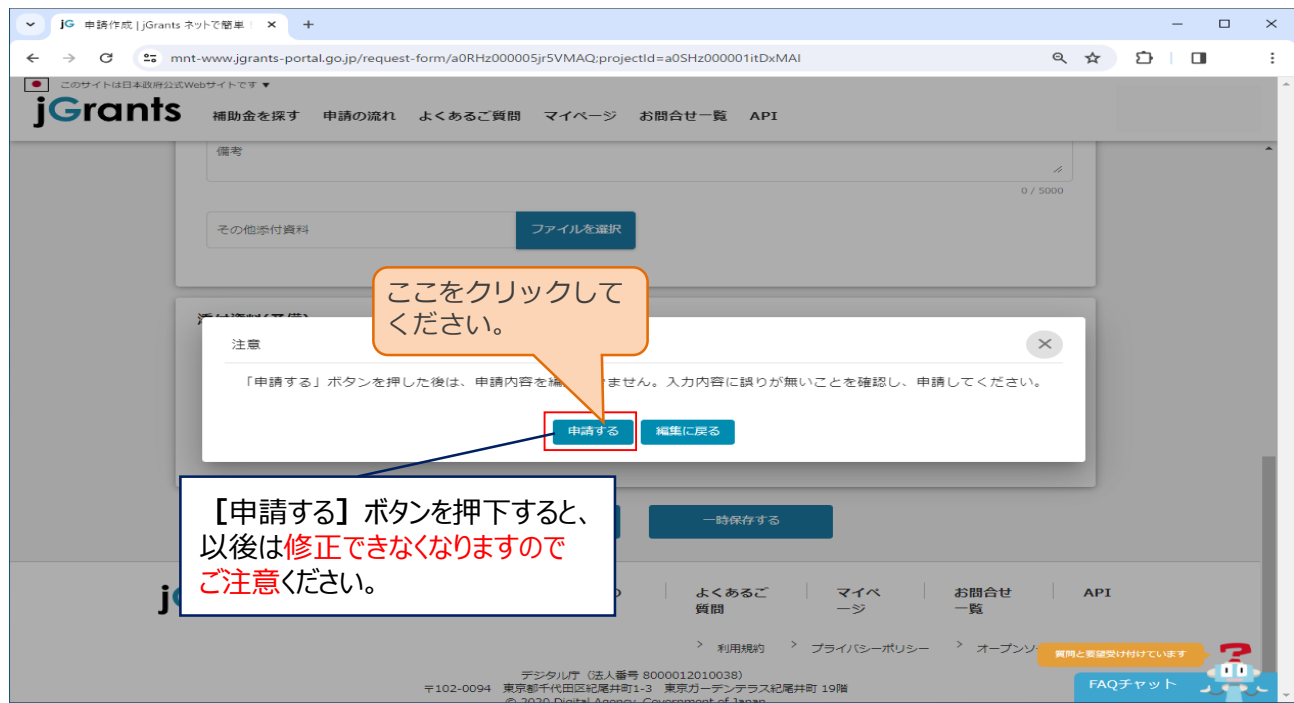 jG 申請作成 | jGrants ネットで簡単！
mnt-www.jgrants-portal.go.jp/request-form/a0RHz000005jr5VMAQ;projectId=a0SHz000001itDxMAI
このサイトは日本政府公式Webサイトです ▼
jGrants 補助金を探す 申請の流れ よくあるご質問 マイページ お問合せ一覧 API
備考
0 / 5000
その他添付資料 ファイルを選択
ここをクリックして
ください。
注意
「申請する」ボタンを押した後は、申請内容を編 ません。入力内容に誤りが無いことを確認し、申請してください。
申請する 編集に戻る
【申請する】ボタンを押下すると、
以後は修正できなくなりますので
ご注意ください。
一時保存する
よくあるご質問 マイページ お問合せ一覧 API
利用規約 プライバシーポリシー オープンソ
質問と要望受け付けています
FAQチャット
デジタル庁（法人番号 8000012010038）
〒102-0094 東京都千代田区紀尾井町1-3 東京ガーデンテラス紀尾井町 19階
© 2020 Digital Agency, Government of Japan